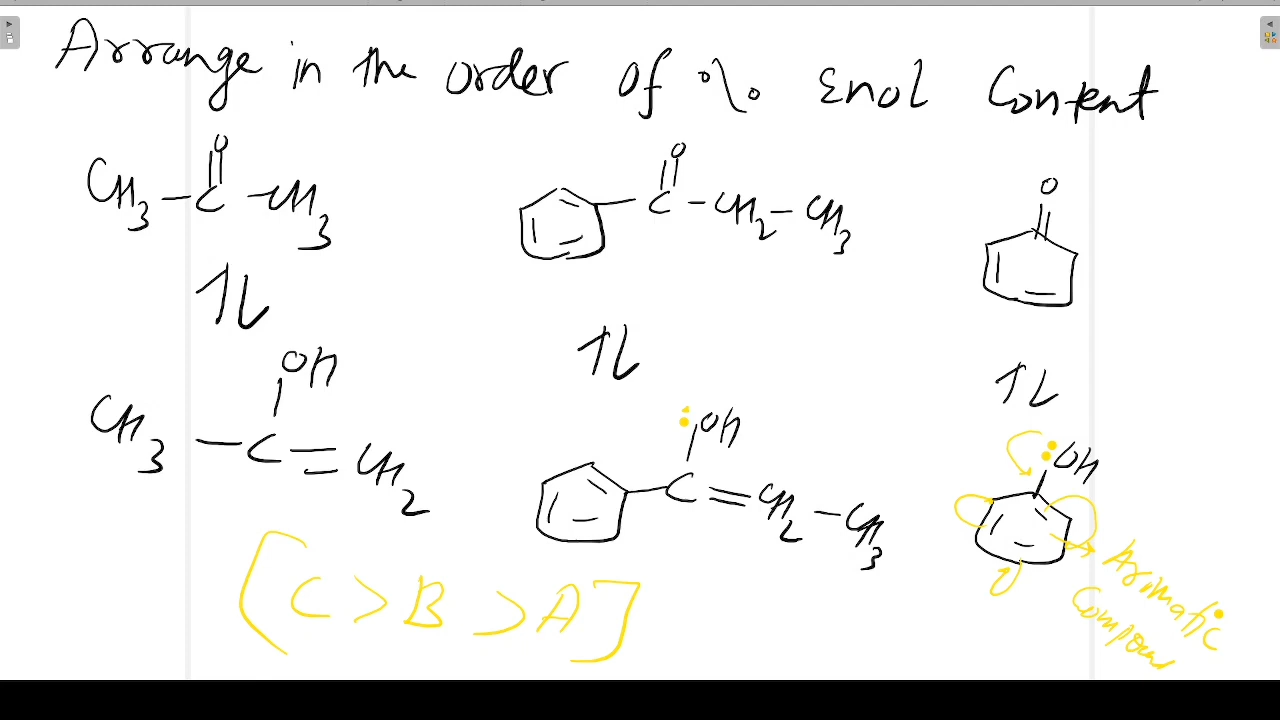 Arrange in the order of % Enol Content
O O O
CH3 - C - CH3 C - CH2 - CH3
OH OH OH
CH3 - C = CH2 C = CH2 - CH3
Aromatic
[C > B > A] Compoun